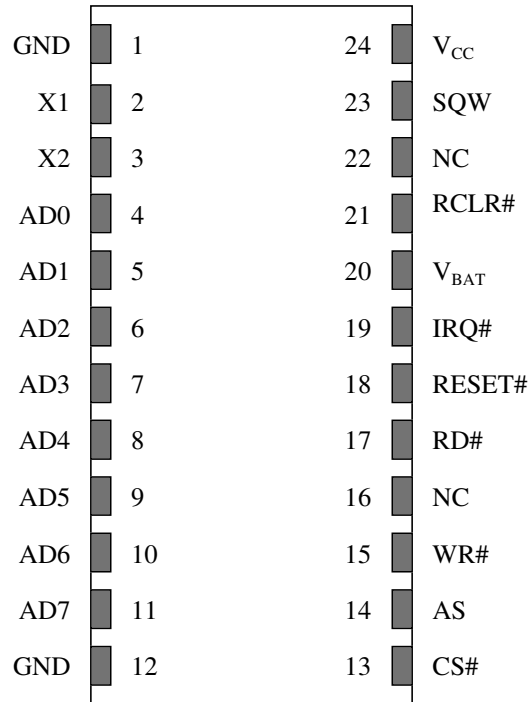 GND 1 24 VCC
X1 2 23 SQW
X2 3 22 NC
AD0 4 21 RCLR#
AD1 5 20 VBAT
AD2 6 19 IRQ#
AD3 7 18 RESET#
AD4 8 17 RD#
AD5 9 16 NC
AD6 10 15 WR#
AD7 11 14 AS
GND 12 13 CS#